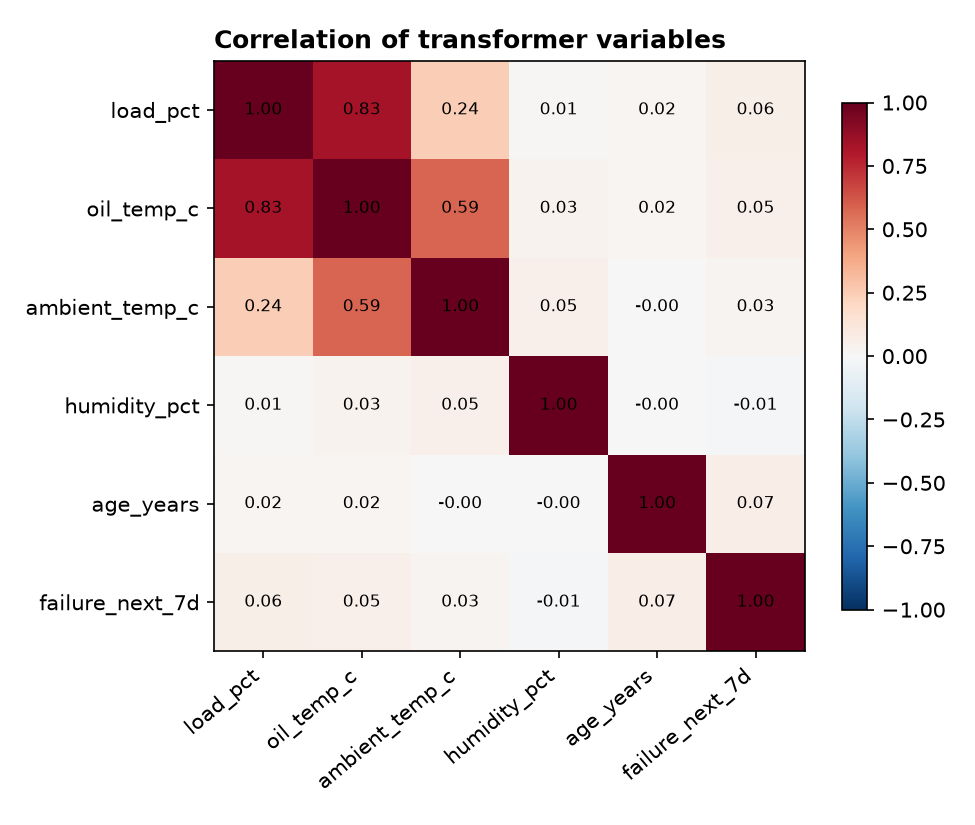 Correlation of transformer variables
load_pct 1.00 0.83 0.24 0.01 0.02 0.06
oil_temp_c 0.83 1.00 0.59 0.03 0.02 0.05
ambient_temp_c 0.24 0.59 1.00 0.05 -0.00 0.03
humidity_pct 0.01 0.03 0.05 1.00 -0.00 -0.01
age_years 0.02 0.02 -0.00 -0.00 1.00 0.07
failure_next_7d 0.06 0.05 0.03 -0.01 0.07 1.00
load_pct oil_temp_c ambient_temp_c humidity_pct age_years failure_next_7d
1.00
0.75
0.50
0.25
0.00
−0.25
−0.50
−0.75
−1.00